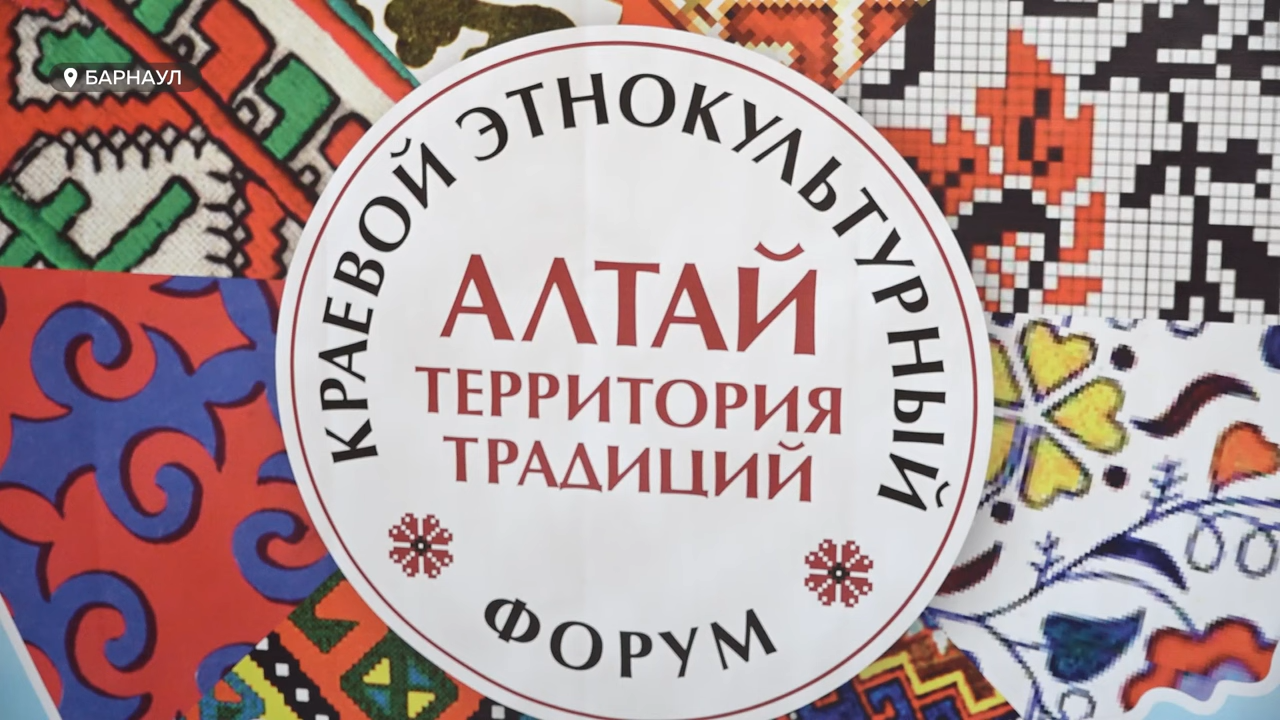 БАРНАУЛ
КРАЕВОЙ ЭТНОКУЛЬТУРНЫЙ
АЛТАЙ
ТЕРРИТОРИЯ
ТРАДИЦИЙ
ФОРУМ